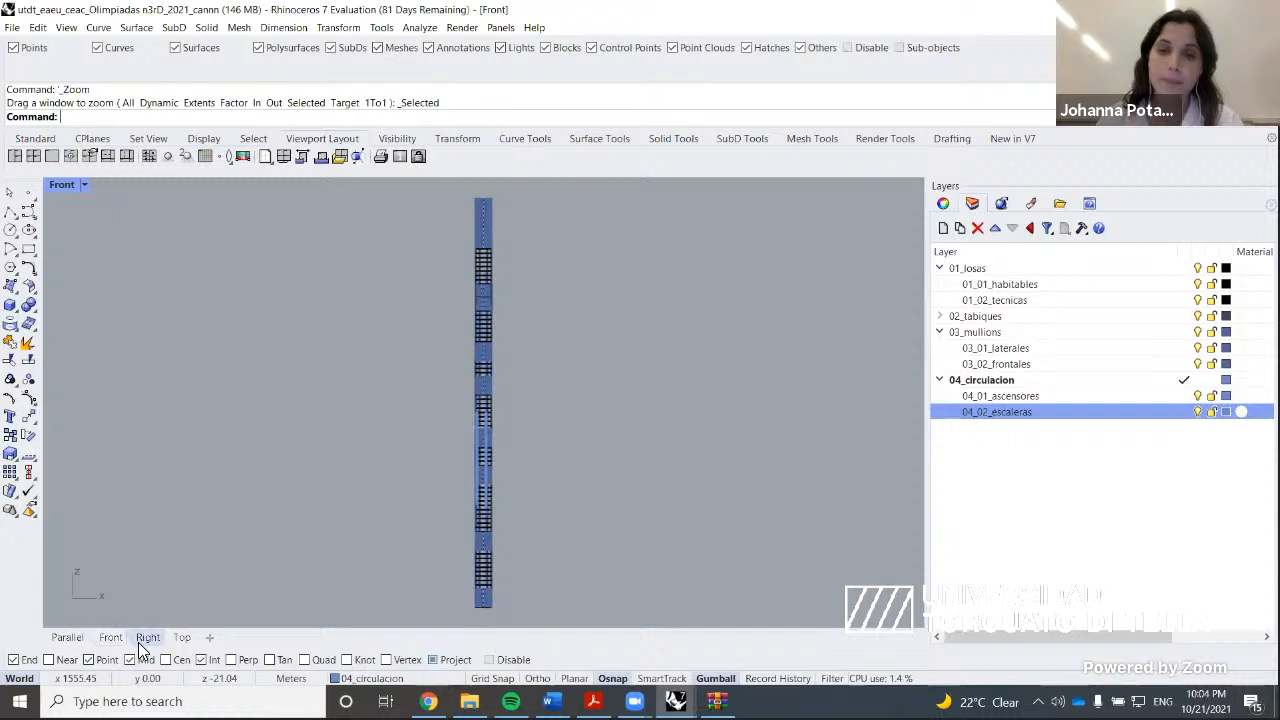 utdt_eaeu_ceac_Olimpiadas n3rD_2021_cannn (146 MB) - Rhinoceros 7 Evaluation (81 Days Remaining) - [Front]
File Edit View Curve Surface SubD Solid Mesh Dimension Transform Tools Analyze Render Panels Help
Points Curves Surfaces Polysurfaces SubDs Meshes Annotations Lights Blocks Control Points Point Clouds Hatches Others Disable Sub-objects
Command: '_Zoom
Drag a window to zoom ( All Dynamic Extents Factor In Out Selected Target 1To1 ): _Selected
Command:
Johanna Pota...
Standard CPlanes Set View Display Select Viewport Layout Visibility Transform Curve Tools Surface Tools Solid Tools SubD Tools Mesh Tools Render Tools Drafting New in V7
Front
Layers
Layer Material
01_losas
01_01_habitables
01_02_tecnicas
02_tabiques
03_mullions
03_01_laterales
03_02_frontales
04_circulacion
04_01_ascensores
04_02_escaleras
z
x
UNIVERSIDAD
TORCUATO DI TELLA
Parallel Front Right Top
End Near Point Mid Cen Int Perp Tan Quad Knot Vertex Project Disable
Powered by Zoom
World x 1555.45 y 0.00 z -21.04 Meters 04_circulacion Grid Snap Ortho Planar Osnap SmartTrack Gumball Record History Filter CPU use: 1.4 %
Type here to search
22°C Clear
ENG
10:04 PM
10/21/2021
15